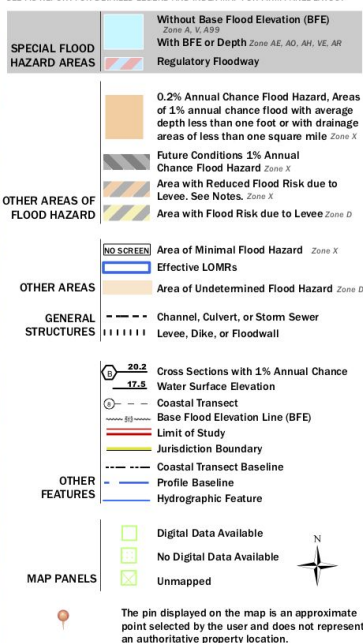 SPECIAL FLOOD
HAZARD AREAS
Without Base Flood Elevation (BFE)
Zone A, V, A99
With BFE or Depth Zone AE, AO, AH, VE, AR
Regulatory Floodway
OTHER AREAS OF
FLOOD HAZARD
0.2% Annual Chance Flood Hazard, Areas
of 1% annual chance flood with average
depth less than one foot or with drainage
areas of less than one square mile Zone X
Future Conditions 1% Annual
Chance Flood Hazard Zone X
Area with Reduced Flood Risk due to
Levee. See Notes. Zone X
Area with Flood Risk due to Levee Zone D
OTHER AREAS
NO SCREEN Area of Minimal Flood Hazard Zone X
Effective LOMRs
Area of Undetermined Flood Hazard Zone D
GENERAL
STRUCTURES
Channel, Culvert, or Storm Sewer
Levee, Dike, or Floodwall
OTHER
FEATURES
B 20.2 Cross Sections with 1% Annual Chance
17.5 Water Surface Elevation
8 Coastal Transect
513 Base Flood Elevation Line (BFE)
Limit of Study
Jurisdiction Boundary
Coastal Transect Baseline
Profile Baseline
Hydrographic Feature
MAP PANELS
Digital Data Available
No Digital Data Available
Unmapped
N
The pin displayed on the map is an approximate
point selected by the user and does not represent
an authoritative property location.